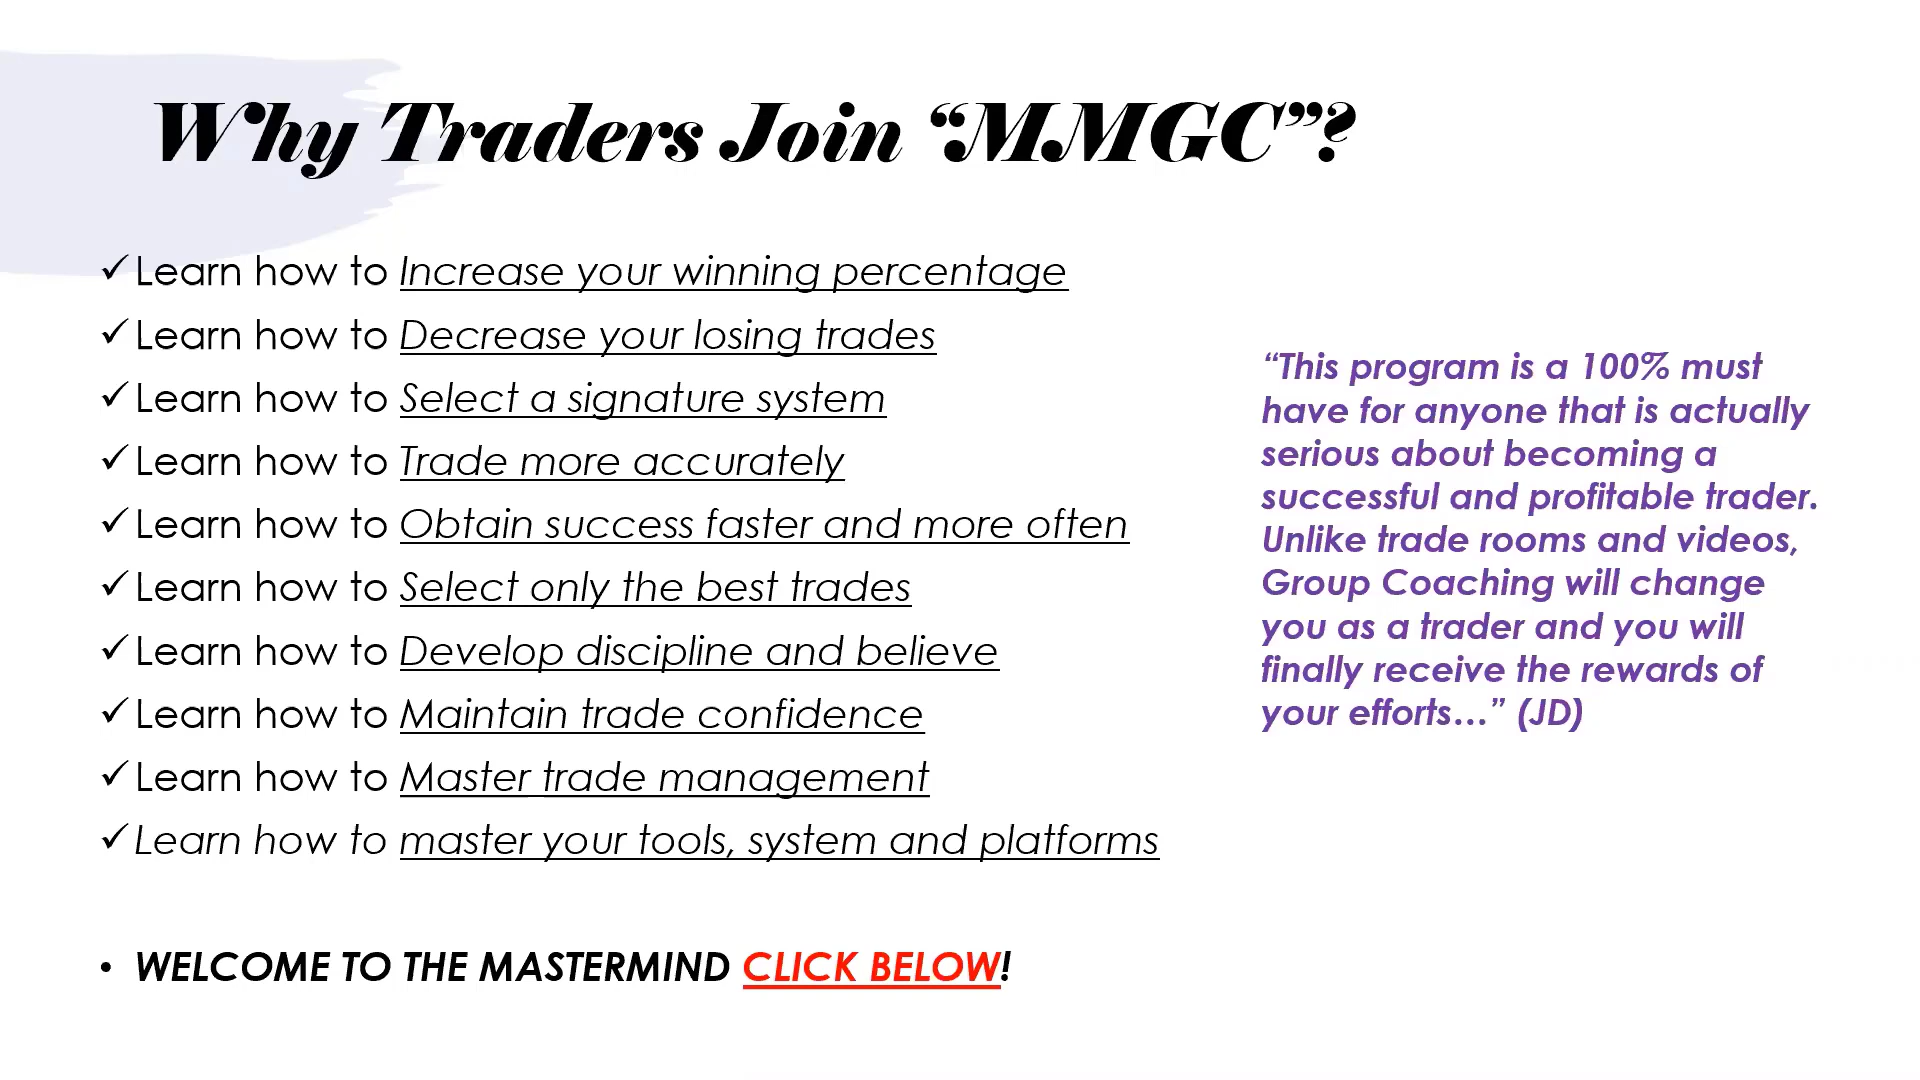 Why Traders Join “MMGC”?
✓Learn how to Increase your winning percentage
✓Learn how to Decrease your losing trades
✓Learn how to Select a signature system
✓Learn how to Trade more accurately
✓Learn how to Obtain success faster and more often
✓Learn how to Select only the best trades
✓Learn how to Develop discipline and believe
✓Learn how to Maintain trade confidence
✓Learn how to Master trade management
✓Learn how to master your tools, system and platforms
• WELCOME TO THE MASTERMIND CLICK BELOW!
“This program is a 100% must
have for anyone that is actually
serious about becoming a
successful and profitable trader.
Unlike trade rooms and videos,
Group Coaching will change
you as a trader and you will
finally receive the rewards of
your efforts…” (JD)